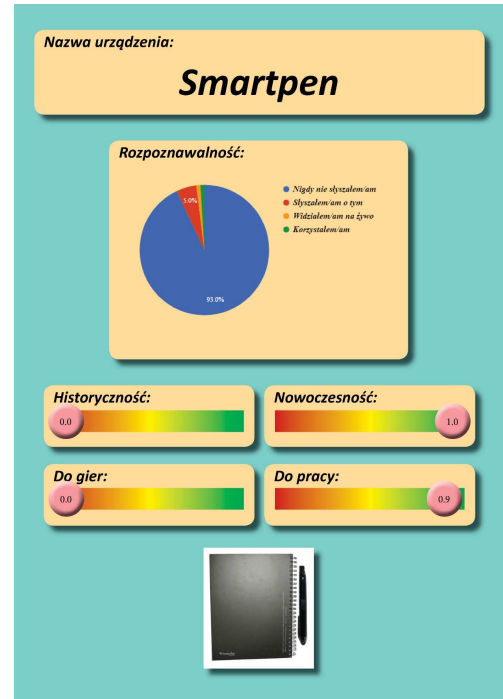 Nazwa urządzenia:
Smartpen
Rozpoznawalność:
5.0%
93.0%
Nigdy nie słyszałem/am
Słyszałem/am o tym
Widziałem/am na żywo
Korzystałem/am
Historyczność:
0.0
Nowoczesność:
1.0
Do gier:
0.0
Do pracy:
0.9